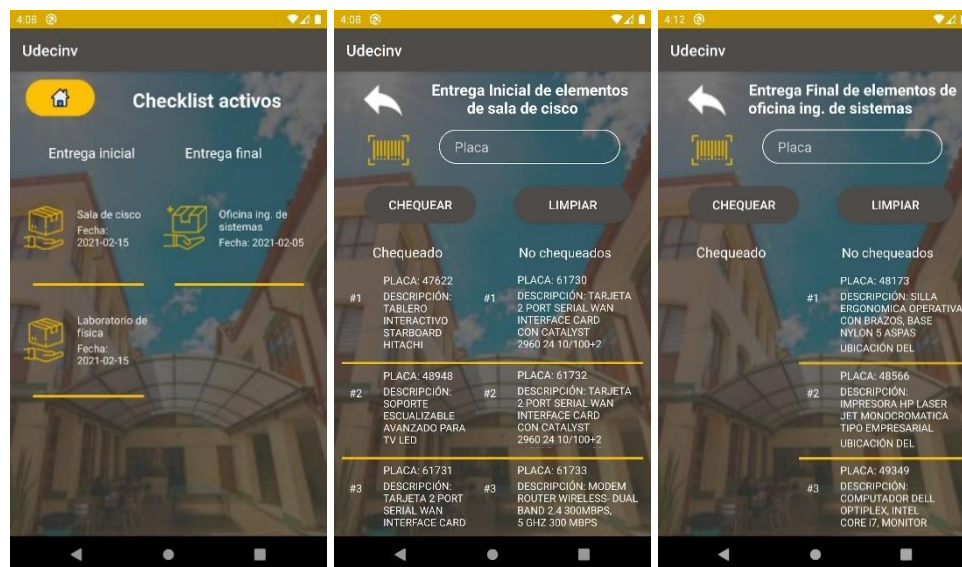 4:08
Udecinv
Checklist activos
Entrega inicial
Entrega final
Sala de cisco
Fecha:
2021-02-15
Oficina ing. de
sistemas
Fecha: 2021-02-05
Laboratorio de
física
Fecha:
2021-02-15
4:08
Udecinv
Entrega Inicial de elementos
de sala de cisco
Placa
CHEQUEAR
LIMPIAR
Chequeado
No chequeados
#1
PLACA: 47622
DESCRIPCIÓN:
TABLERO
INTERACTIVO
STARBOARD
HITACHI
#1
PLACA: 61730
DESCRIPCIÓN: TARJETA
2 PORT SERIAL WAN
INTERFACE CARD
CON CATALYST
2960 24 10/100+2
#2
PLACA: 48948
DESCRIPCIÓN:
SOPORTE
ESCUALIZABLE
AVANZADO PARA
TV LED
#2
PLACA: 61732
DESCRIPCIÓN: TARJETA
2 PORT SERIAL WAN
INTERFACE CARD
CON CATALYST
2960 24 10/100+2
#3
PLACA: 61731
DESCRIPCIÓN:
TARJETA 2 PORT
SERIAL WAN
INTERFACE CARD
#3
PLACA: 61733
DESCRIPCIÓN: MODEM
ROUTER WIRELESS- DUAL
BAND 2.4 300MBPS,
5 GHZ 300 MBPS
4:12
Udecinv
Entrega Final de elementos de
oficina ing. de sistemas
Placa
CHEQUEAR
LIMPIAR
Chequeado
No chequeados
#1
PLACA: 48173
DESCRIPCIÓN: SILLA
ERGONOMICA OPERATIVA
CON BRAZOS, BASE
NYLON 5 ASPAS
UBICACIÓN DEL
#2
PLACA: 48566
DESCRIPCIÓN:
IMPRESORA HP LASER
JET MONOCROMATICA
TIPO EMPRESARIAL
UBICACIÓN DEL
#3
PLACA: 49349
DESCRIPCIÓN:
COMPUTADOR DELL
OPTIPLEX, INTEL
CORE i7, MONITOR